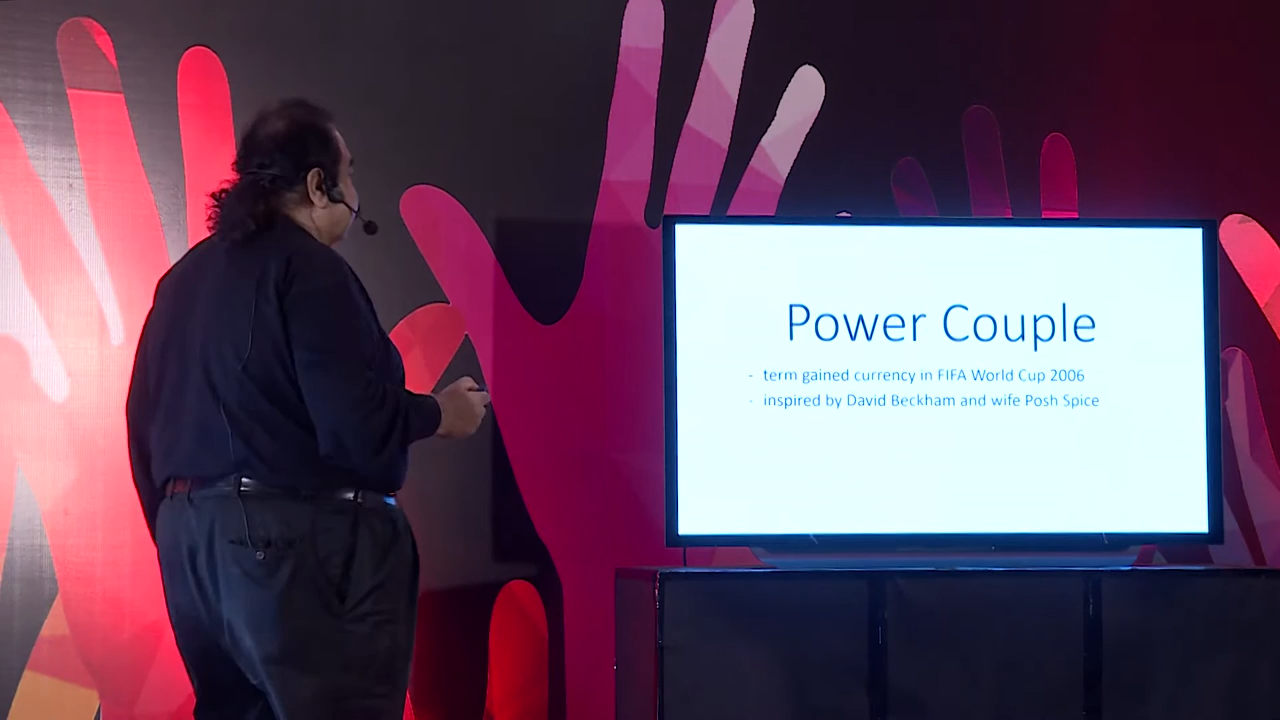 Power Couple
- term gained currency in FIFA World Cup 2006
- inspired by David Beckham and wife Posh Spice